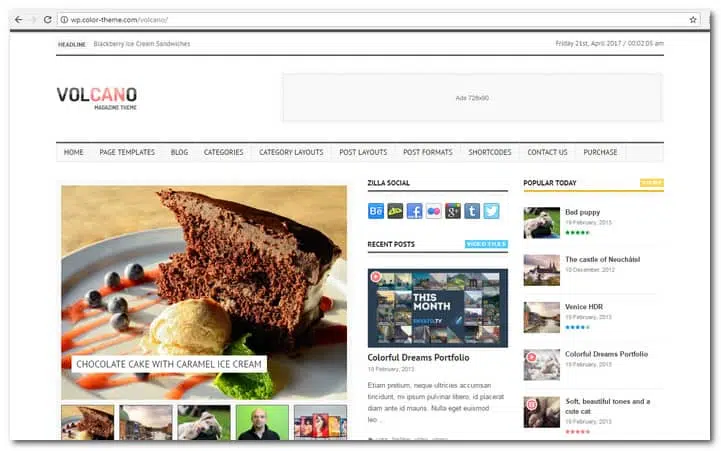 wp.color-theme.com/volcano/
HEADLINE Blackberry Ice Cream Sandwiches
Friday 21st, April 2017 / 00:02:05 am
VOLCANO
MAGAZINE THEME
Ads 728x90
HOME PAGE TEMPLATES BLOG CATEGORIES CATEGORY LAYOUTS POST LAYOUTS POST FORMATS SHORTCODES CONTACT US PURCHASE
CHOCOLATE CAKE WITH CARAMEL ICE CREAM
ZILLA SOCIAL
RECENT POSTS
THIS
MONTH
ENVATO.TV
Colorful Dreams Portfolio
19 February, 2013
Etiam pretium, neque ultricies accumsan
tincidunt, mi ipsum pulvinar libero, id placerat
diam ante id mauris. Nulla eget euismod
leo ...
POPULAR TODAY
Bad puppy
19 February, 2013
The castle of Neuchâtel
10 December, 2012
Venice HDR
19 February, 2013
Colorful Dreams Portfolio
19 February, 2013
Soft, beautiful tones and a
cute cat
19 February, 2013